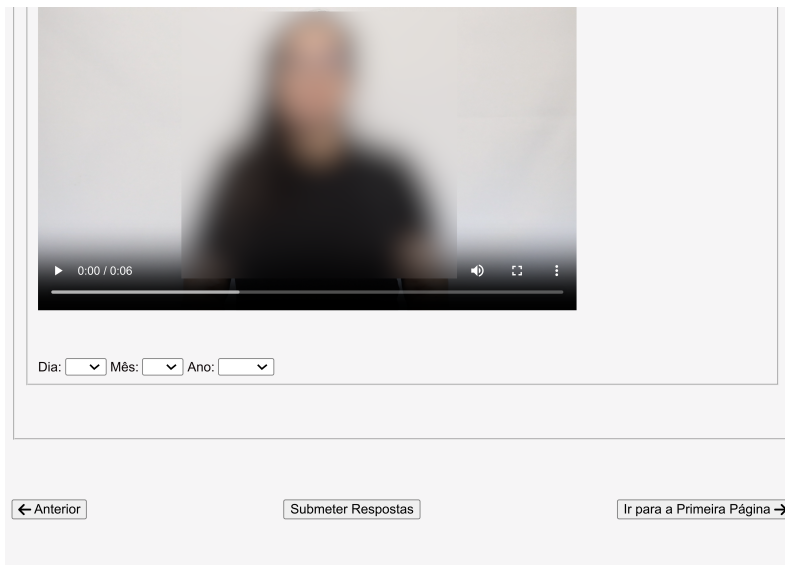 0:00 / 0:06
Dia: Mês: Ano:
← Anterior Submeter Respostas Ir para a Primeira Página →